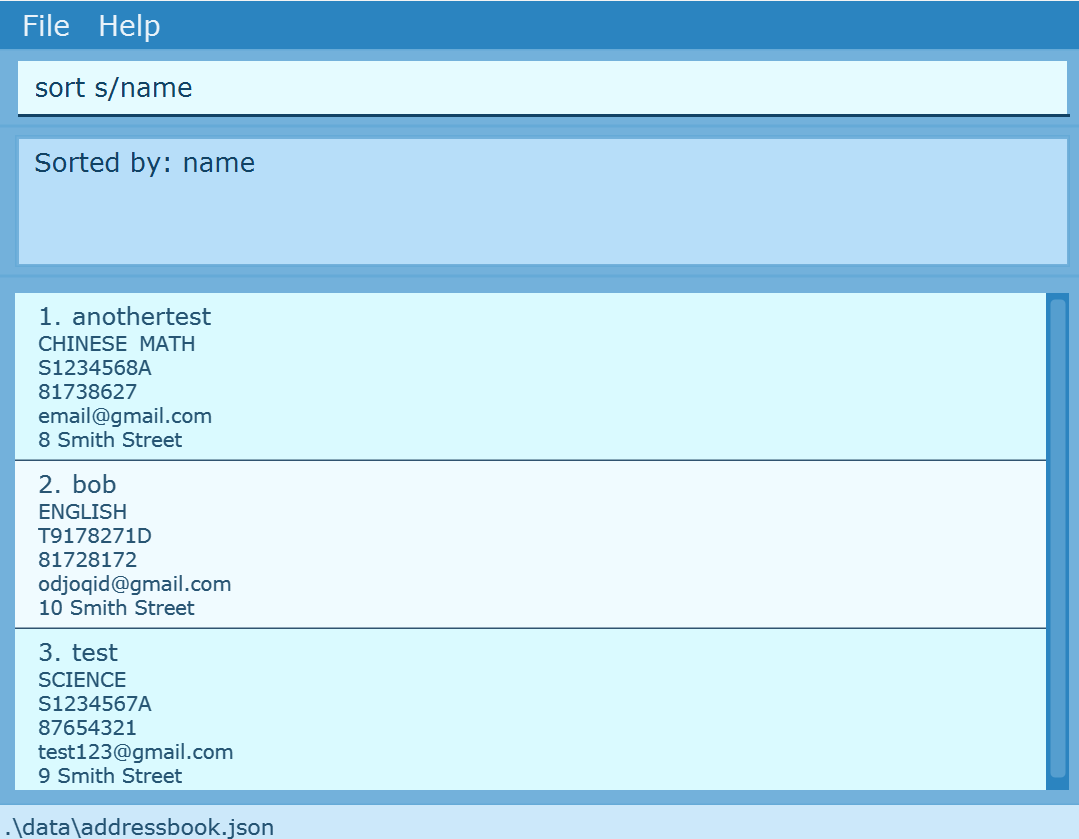 File Help
sort s/name
Sorted by: name
1. anothertest
CHINESE MATH
S1234568A
81738627
email@gmail.com
8 Smith Street
2. bob
ENGLISH
T9178271D
81728172
odjoqid@gmail.com
10 Smith Street
3. test
SCIENCE
S1234567A
87654321
test123@gmail.com
9 Smith Street
.\data\addressbook.json